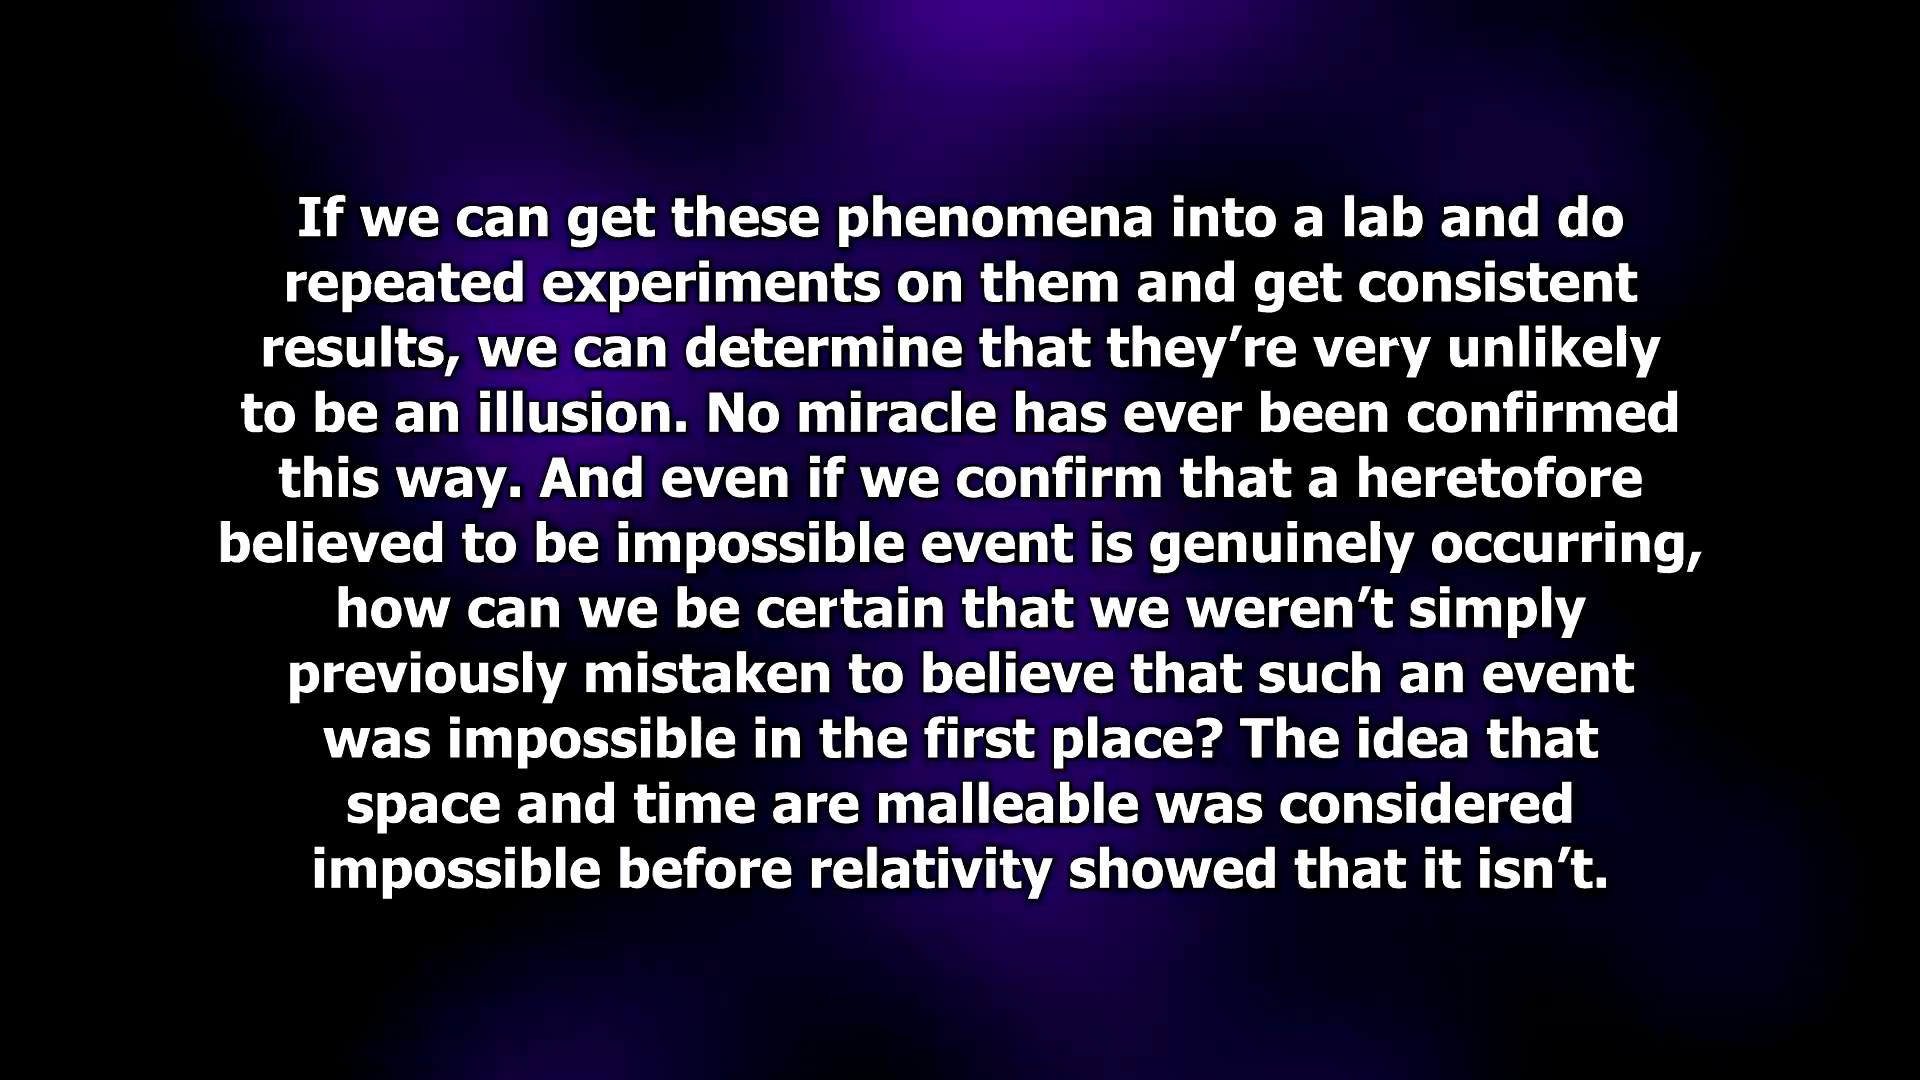 If we can get these phenomena into a lab and do
repeated experiments on them and get consistent
results, we can determine that they’re very unlikely
to be an illusion. No miracle has ever been confirmed
this way. And even if we confirm that a heretofore
believed to be impossible event is genuinely occurring,
how can we be certain that we weren’t simply
previously mistaken to believe that such an event
was impossible in the first place? The idea that
space and time are malleable was considered
impossible before relativity showed that it isn’t.